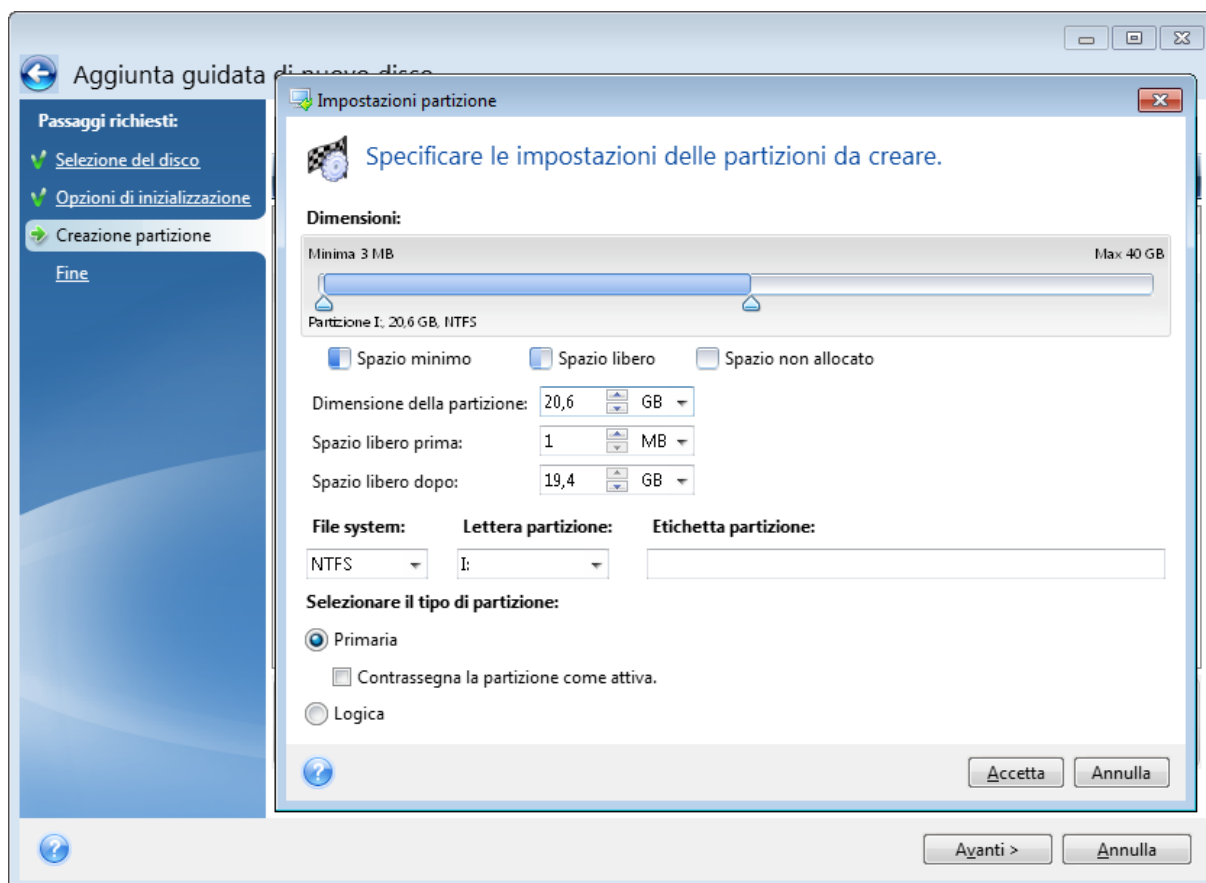 Aggiunta guidata di nuovo disco
Passaggi richiesti:
Selezione del disco
Opzioni di inizializzazione
Creazione partizione
Fine
Impostazioni partizione
Specificare le impostazioni delle partizioni da creare.
Dimensioni:
Minima 3 MB Max 40 GB
Partizione I:, 20,6 GB, NTFS
Spazio minimo Spazio libero Spazio non allocato
Dimensione della partizione: 20,6 GB
Spazio libero prima: 1 MB
Spazio libero dopo: 19,4 GB
File system: Lettera partizione: Etichetta partizione:
NTFS I:
Selezionare il tipo di partizione:
Primaria
Contrassegna la partizione come attiva.
Logica
? Accetta Annulla
? Avanti > Annulla